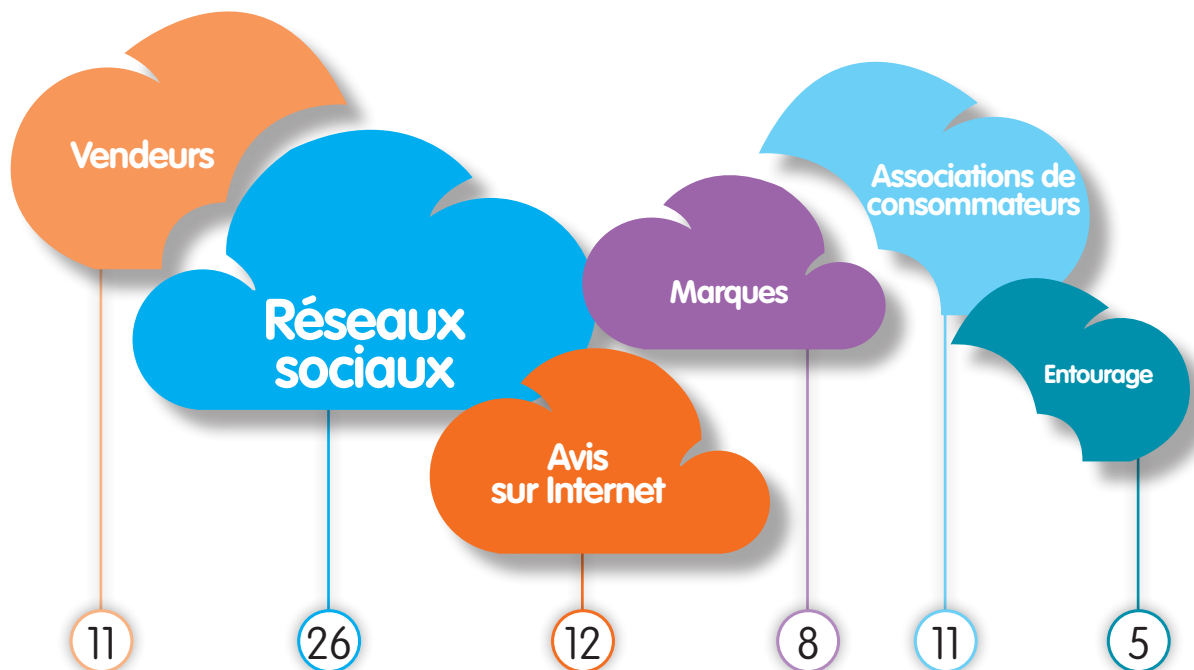 Vendeurs
Réseaux
sociaux
Avis
sur Internet
Marques
Associations de
consommateurs
Entourage
11
26
12
8
11
5